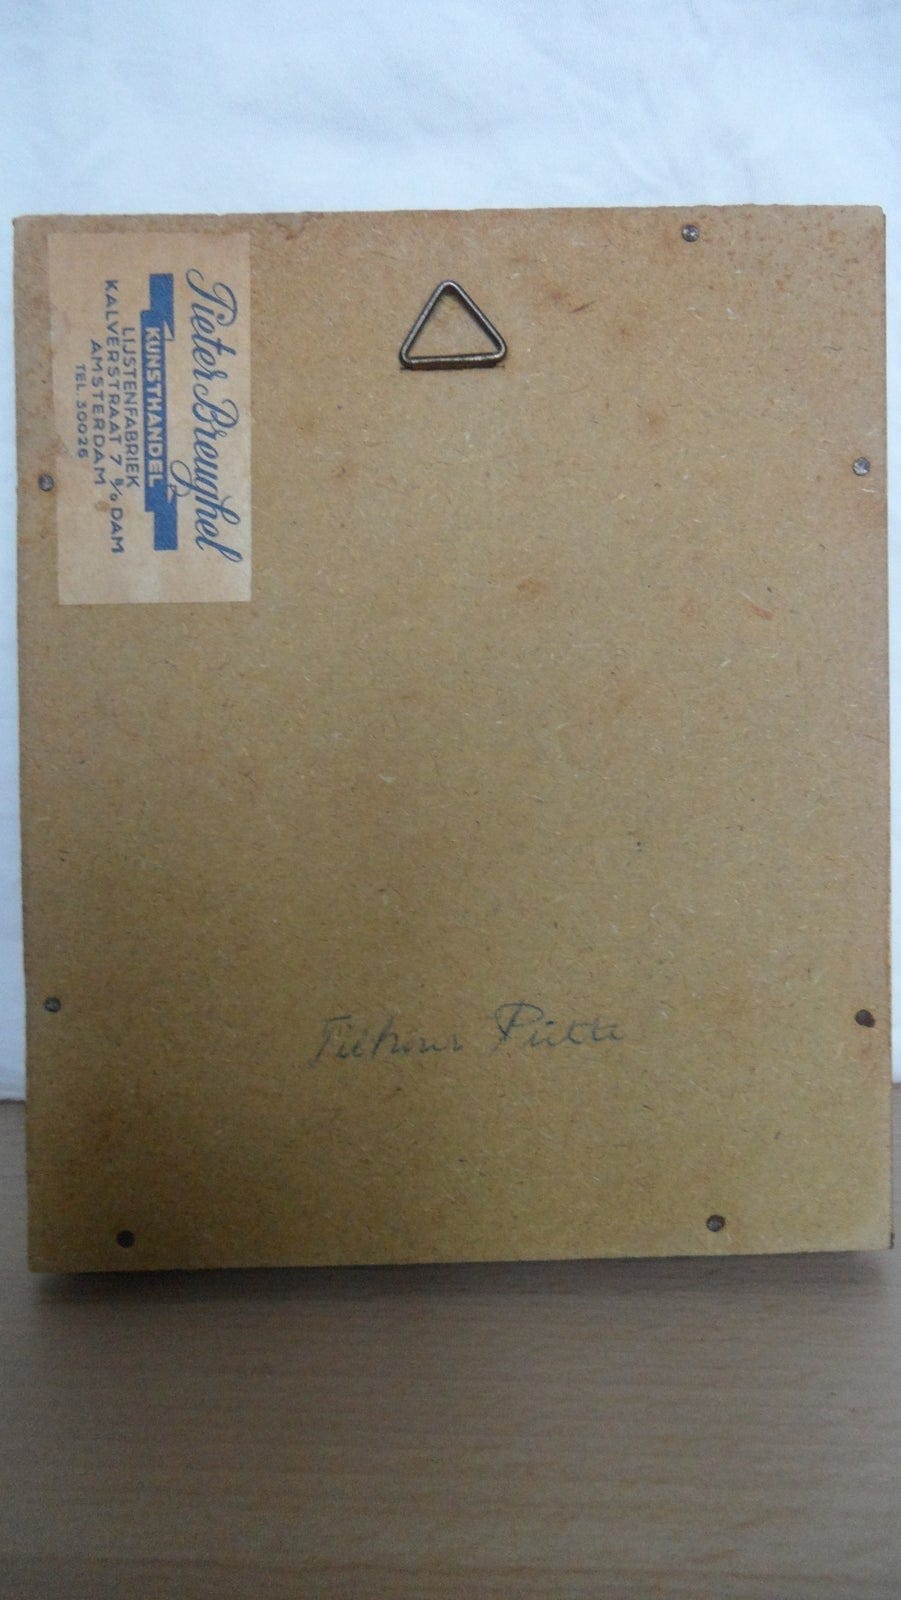 Pieter Breughel
KUNSTHANDEL
LIJSTENFABRIEK
KALVERSTRAAT 7 b/o DAM
AMSTERDAM
TEL. 30026